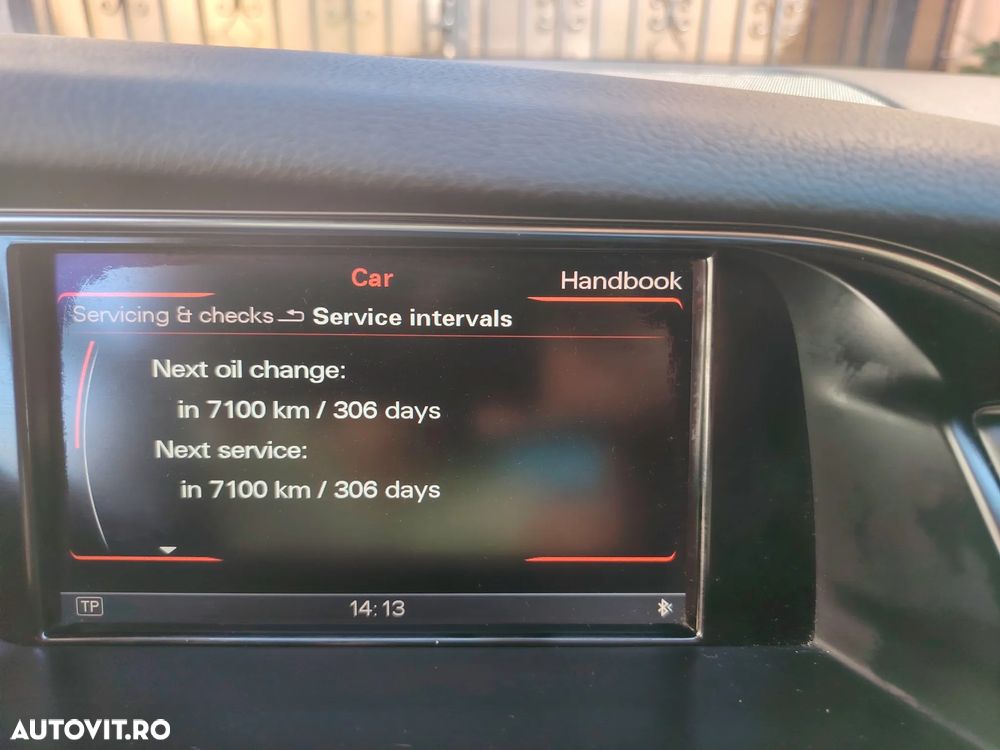 Car
Handbook
Servicing & checks Service intervals
Next oil change:
in 7100 km / 306 days
Next service:
in 7100 km / 306 days
TP
14:13
AUTOVIT.RO